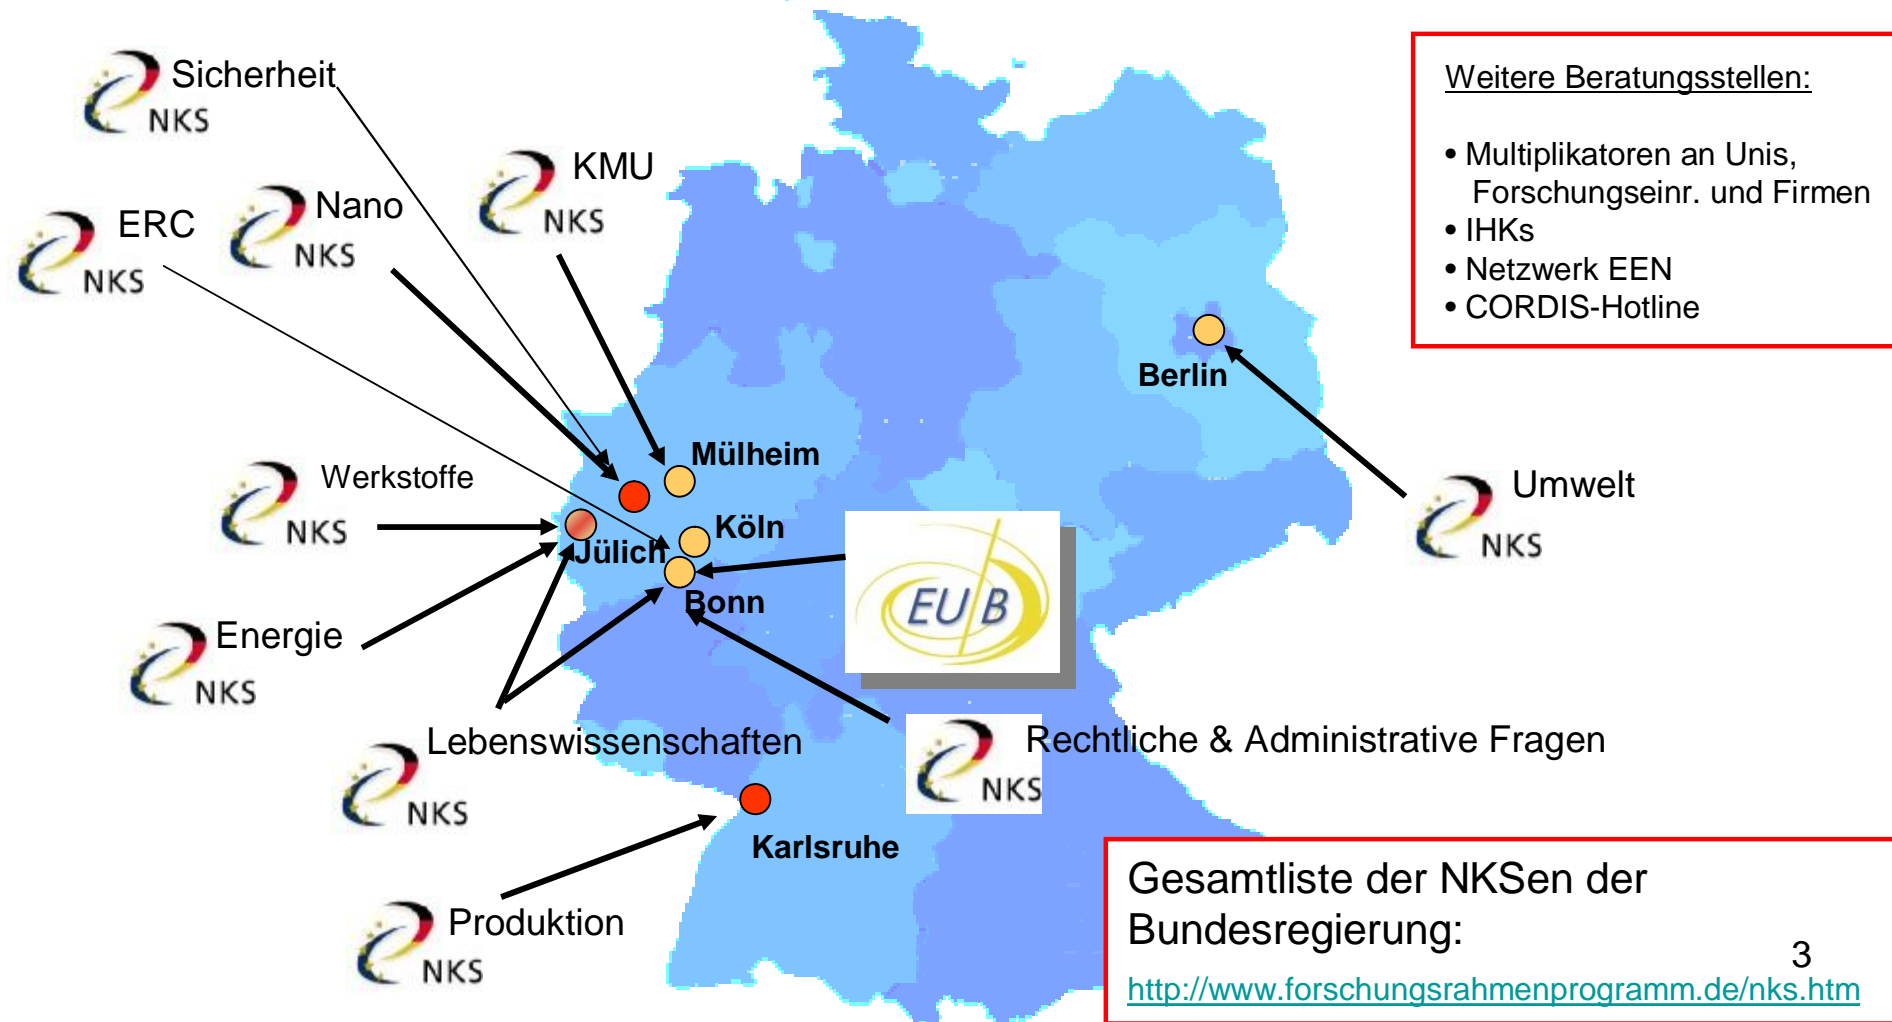 Sicherheit
NKS
KMU
NKS
Nano
NKS
ERC
NKS
Weitere Beratungsstellen:
• Multiplikatoren an Unis,
Forschungseinr. und Firmen
• IHKs
• Netzwerk EEN
• CORDIS-Hotline
Berlin
Mülheim
Werkstoffe
NKS
Umwelt
NKS
Köln
Jülich
Bonn
EU B
Energie
NKS
Lebenswissenschaften
NKS
Rechtliche & Administrative Fragen
NKS
Karlsruhe
Produktion
NKS
Gesamtliste der NKSen der
Bundesregierung:
3
http://www.forschungsrahmenprogramm.de/nks.htm